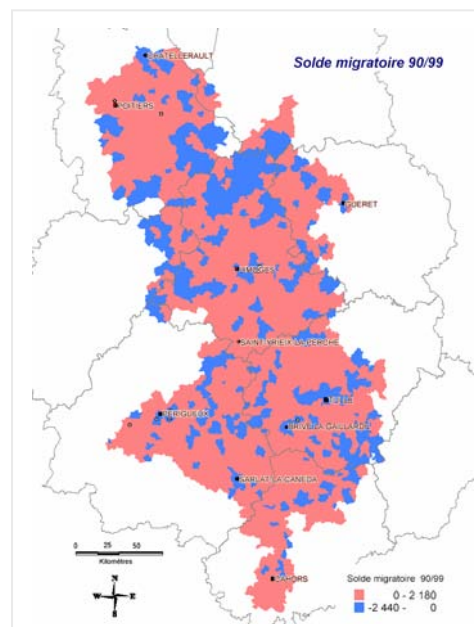 Solde migratoire 90/99
CHATELLERAULT
POITIERS
GUERET
LIMOGES
SAINT-YRIEIX-LA-PERCHE
TULLE
PERIGUEUX
BRIVE-LA-GAILLARDE
SARLAT-LA-CANEDA
CAHORS
0 25 50
Kilomètres
N
W E
S
Solde migratoire 90/99
0 - 2 180
-2 440 - 0